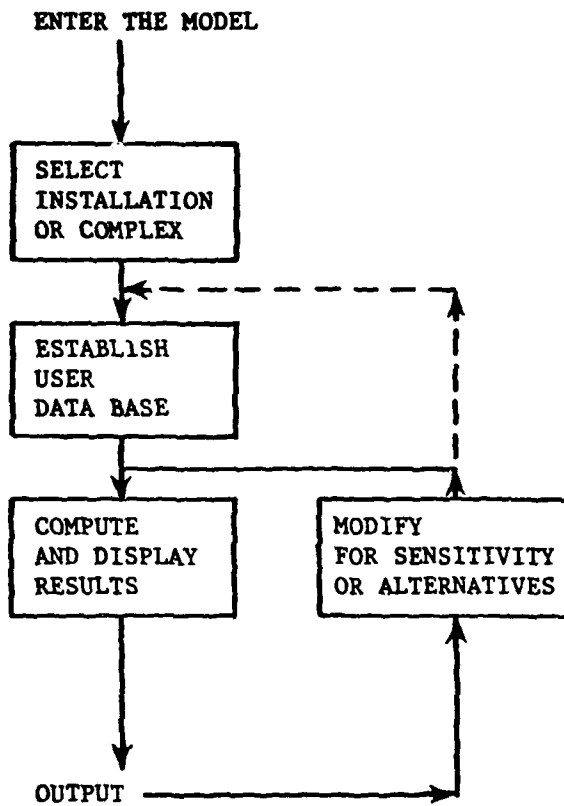 ENTER THE MODEL
SELECT
INSTALLATION
OR COMPLEX
ESTABLISH
USER
DATA BASE
COMPUTE
AND DISPLAY
RESULTS
MODIFY
FOR SENSITIVITY
OR ALTERNATIVES
OUTPUT